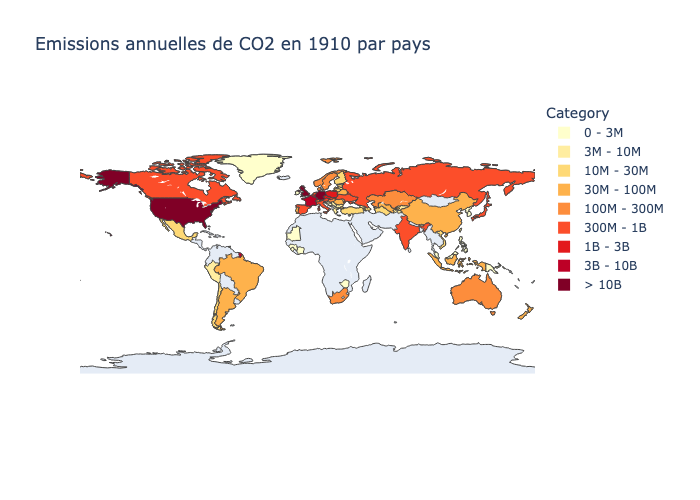 Emissions annuelles de CO2 en 1910 par pays
Category
0 - 3M
3M - 10M
10M - 30M
30M - 100M
100M - 300M
300M - 1B
1B - 3B
3B - 10B
> 10B